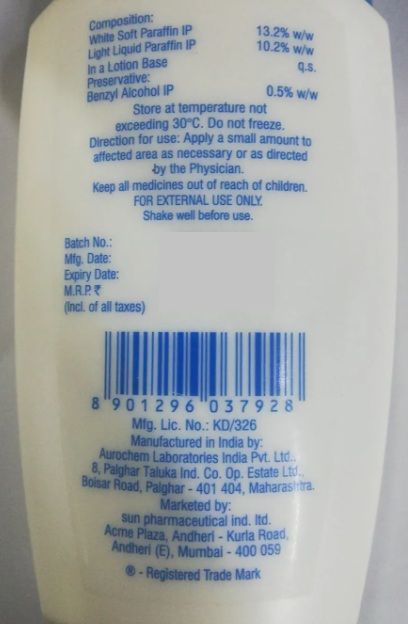 Composition:
White Soft Paraffin IP 13.2% w/w
Light Liquid Paraffin IP 10.2% w/w
In a Lotion Base q.s.
Preservative:
Benzyl Alcohol IP 0.5% w/w
Store at temperature not
exceeding 30°C. Do not freeze.
Direction for use: Apply a small amount to
affected area as necessary or as directed
by the Physician.
Keep all medicines out of reach of children.
FOR EXTERNAL USE ONLY.
Shake well before use.
Batch No.:
Mfg. Date:
Expiry Date:
M.R.P. ₹
(Incl. of all taxes)
8 901296 037928
Mfg. Lic. No.: KD/326
Manufactured in India by:
Aurochem Laboratories India Pvt. Ltd.,
8, Palghar Taluka Ind. Co. Op. Estate Ltd.,
Boisar Road, Palghar - 401 404, Maharashtra.
Marketed by:
sun pharmaceutical ind. ltd.
Acme Plaza, Andheri - Kurla Road,
Andheri (E), Mumbai - 400 059
® - Registered Trade Mark